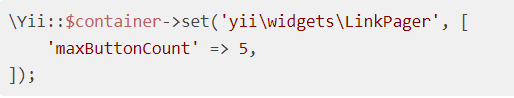 \Yii::$container->set('yii\widgets\LinkPager', [
    'maxButtonCount' => 5,
]);